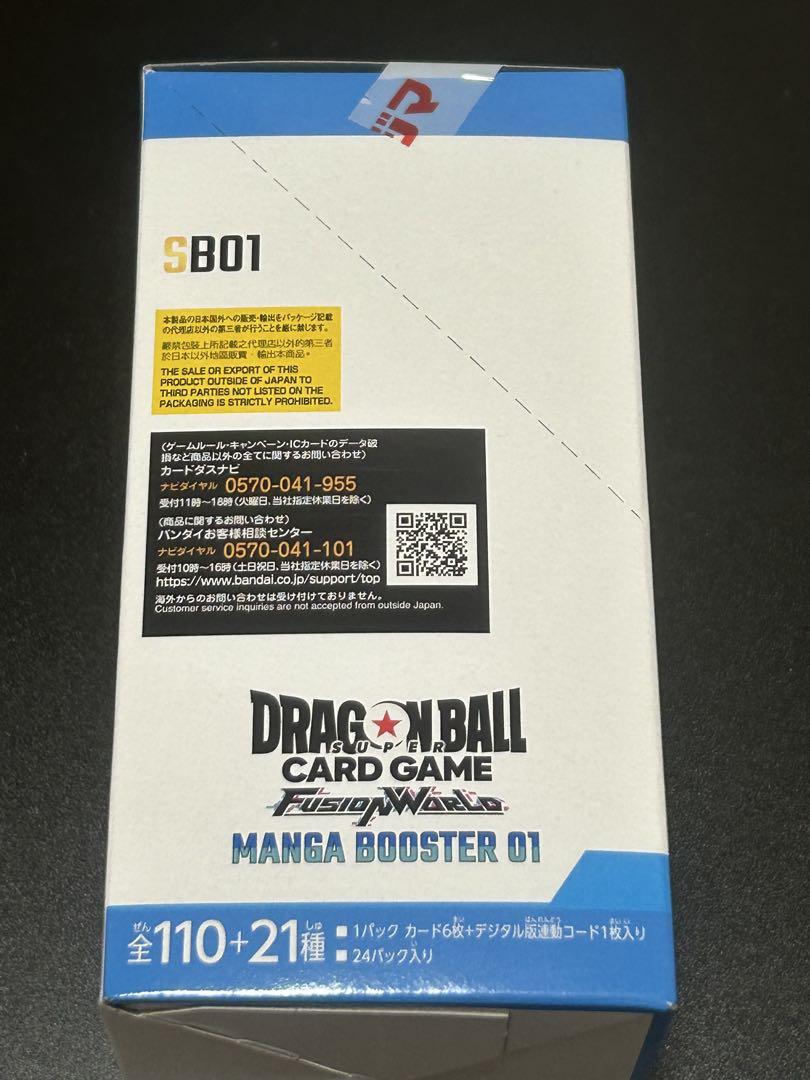 SB01
本製品の日本国外への販売・輸出をパッケージ記載
の代理店以外の第三者が行うことを厳に禁じます。
嚴禁包裝上所記載之代理店以外的第三者
於日本以外地區販賣・輸出本商品。
THE SALE OR EXPORT OF THIS
PRODUCT OUTSIDE OF JAPAN TO
THIRD PARTIES NOT LISTED ON THE
PACKAGING IS STRICTLY PROHIBITED.
(ゲームルール・キャンペーン・ICカードのデータ破
損など商品以外の全てに関するお問い合わせ)
カードダスナビ
ナビダイヤル 0570-041-955
受付11時～18時(火曜日、当社指定休業日を除く)
(商品に関するお問い合わせ)
バンダイお客様相談センター
ナビダイヤル 0570-041-101
受付10時～16時(土日祝日、当社指定休業日を除く)
https://www.bandai.co.jp/support/top
海外からのお問い合わせは受け付けておりません。
Customer service inquiries are not accepted from outside Japan.
DRAGON BALL
SUPER
CARD GAME
FUSION WORLD
MANGA BOOSTER 01
全110+21種
ぜん しゅ
■ 1パック カード6枚+デジタル版連動コード1枚入り
まい ばんれんどう まいい
■ 24パック入り
い